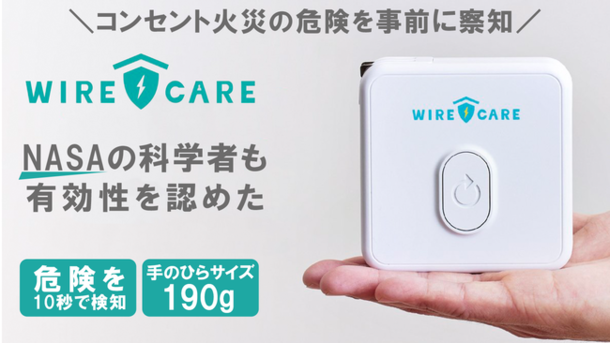 ＼コンセント火災の危険を事前に察知／
WIRE CARE
WIRE CARE
NASAの科学者も
有効性を認めた
危険を
10秒で検知
手のひらサイズ
190g